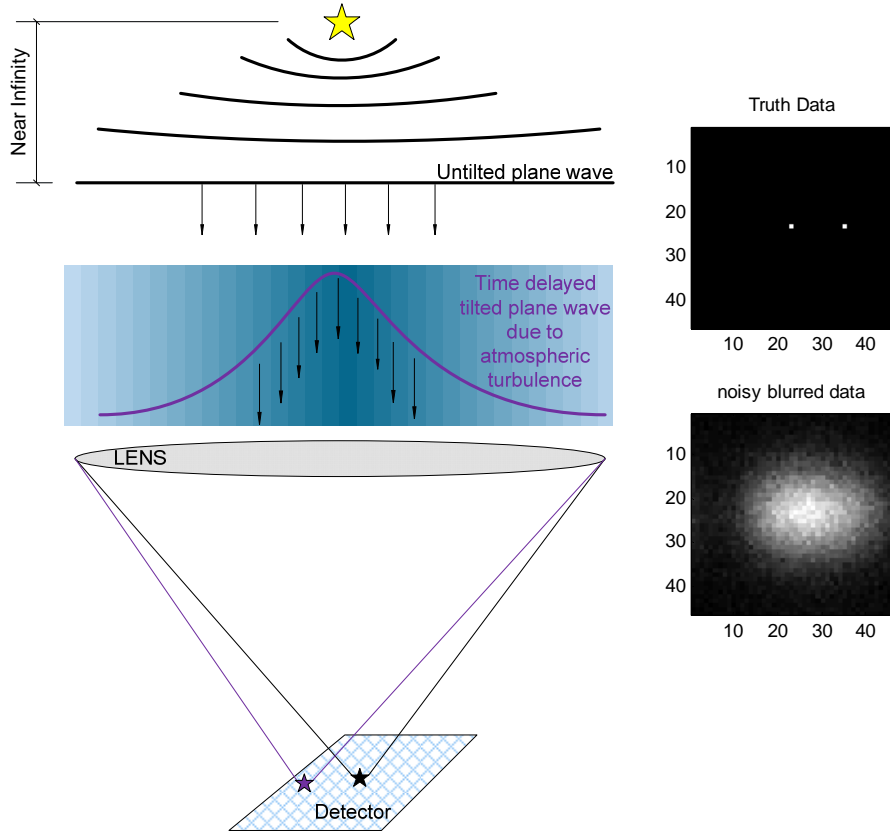 Near Infinity
Untilted plane wave
Time delayed
tilted plane wave
due to
atmospheric
turbulence
LENS
Detector
Truth Data
10
20
30
40
10 20 30 40
noisy blurred data
10
20
30
40
10 20 30 40